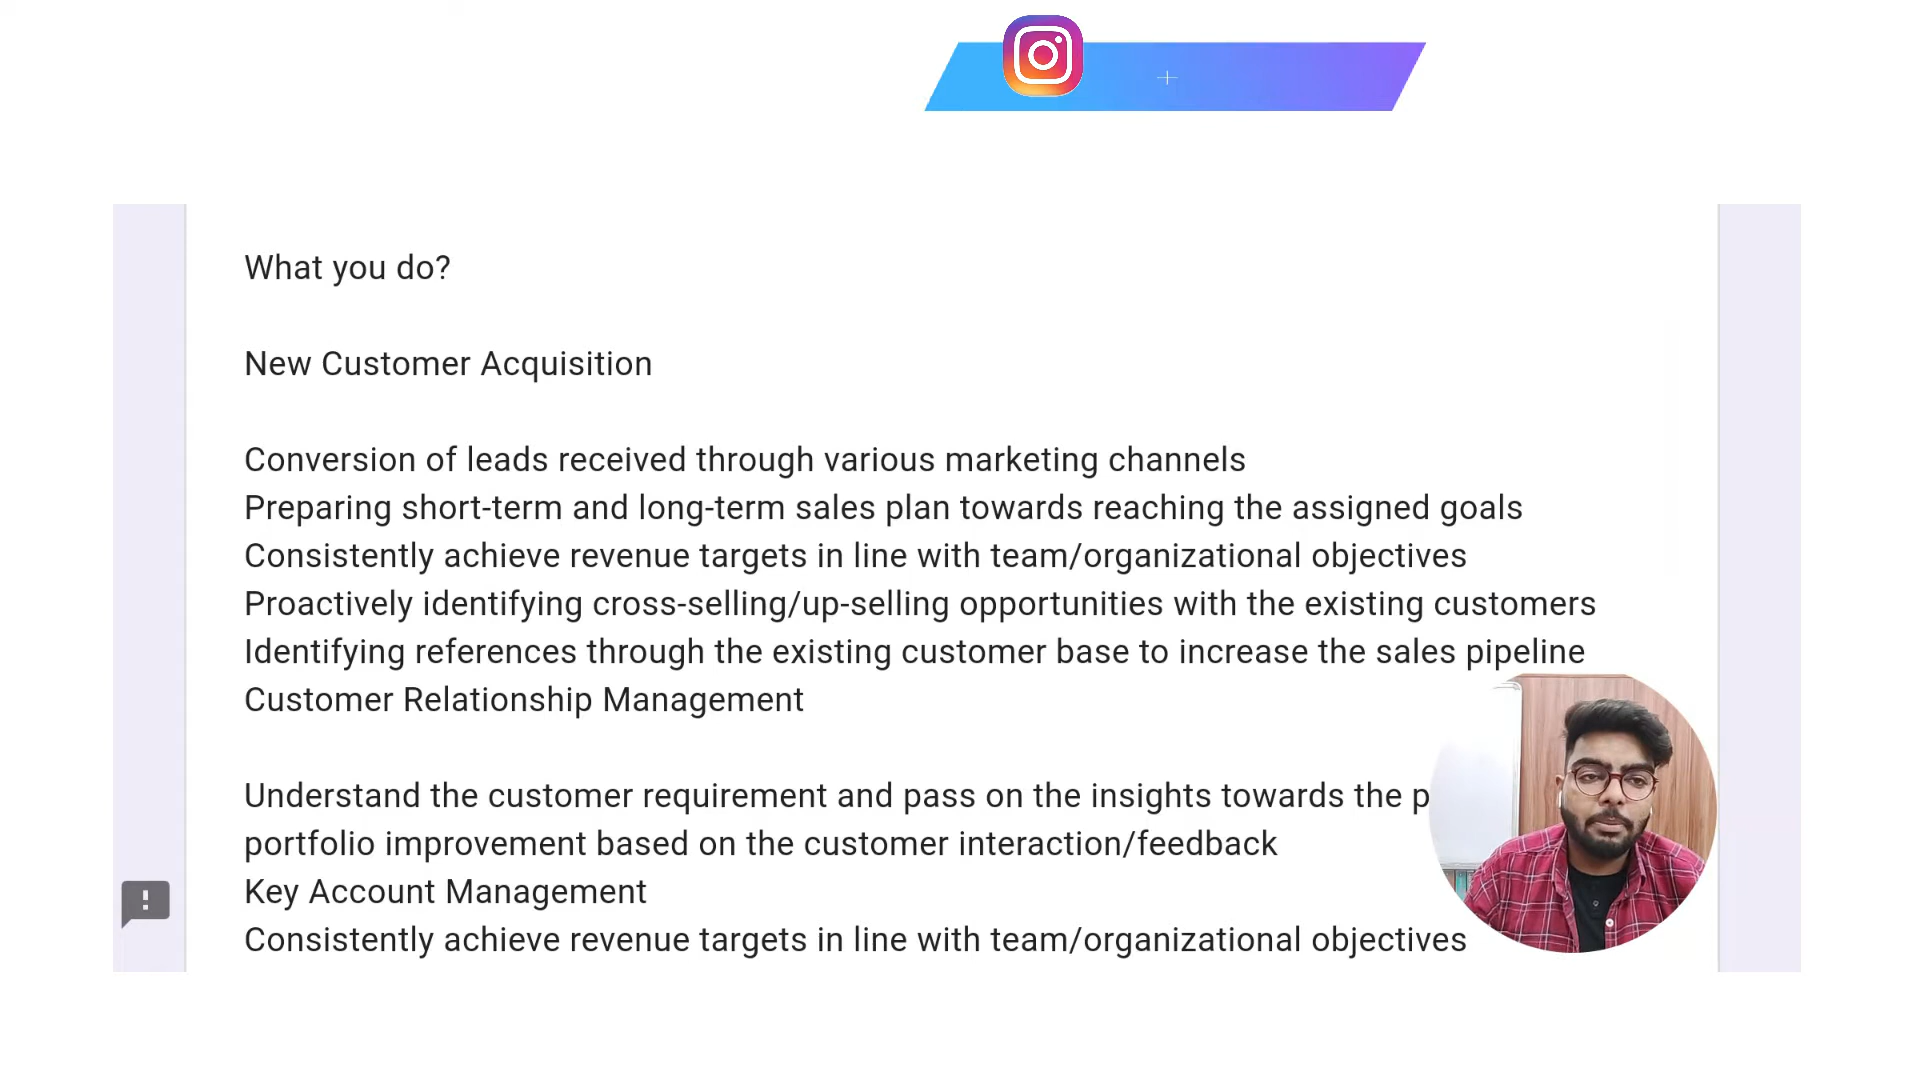 What you do?
New Customer Acquisition
Conversion of leads received through various marketing channels
Preparing short-term and long-term sales plan towards reaching the assigned goals
Consistently achieve revenue targets in line with team/organizational objectives
Proactively identifying cross-selling/up-selling opportunities with the existing customers
Identifying references through the existing customer base to increase the sales pipeline
Customer Relationship Management
Understand the customer requirement and pass on the insights towards the
portfolio improvement based on the customer interaction/feedback
Key Account Management
Consistently achieve revenue targets in line with team/organizational objectives